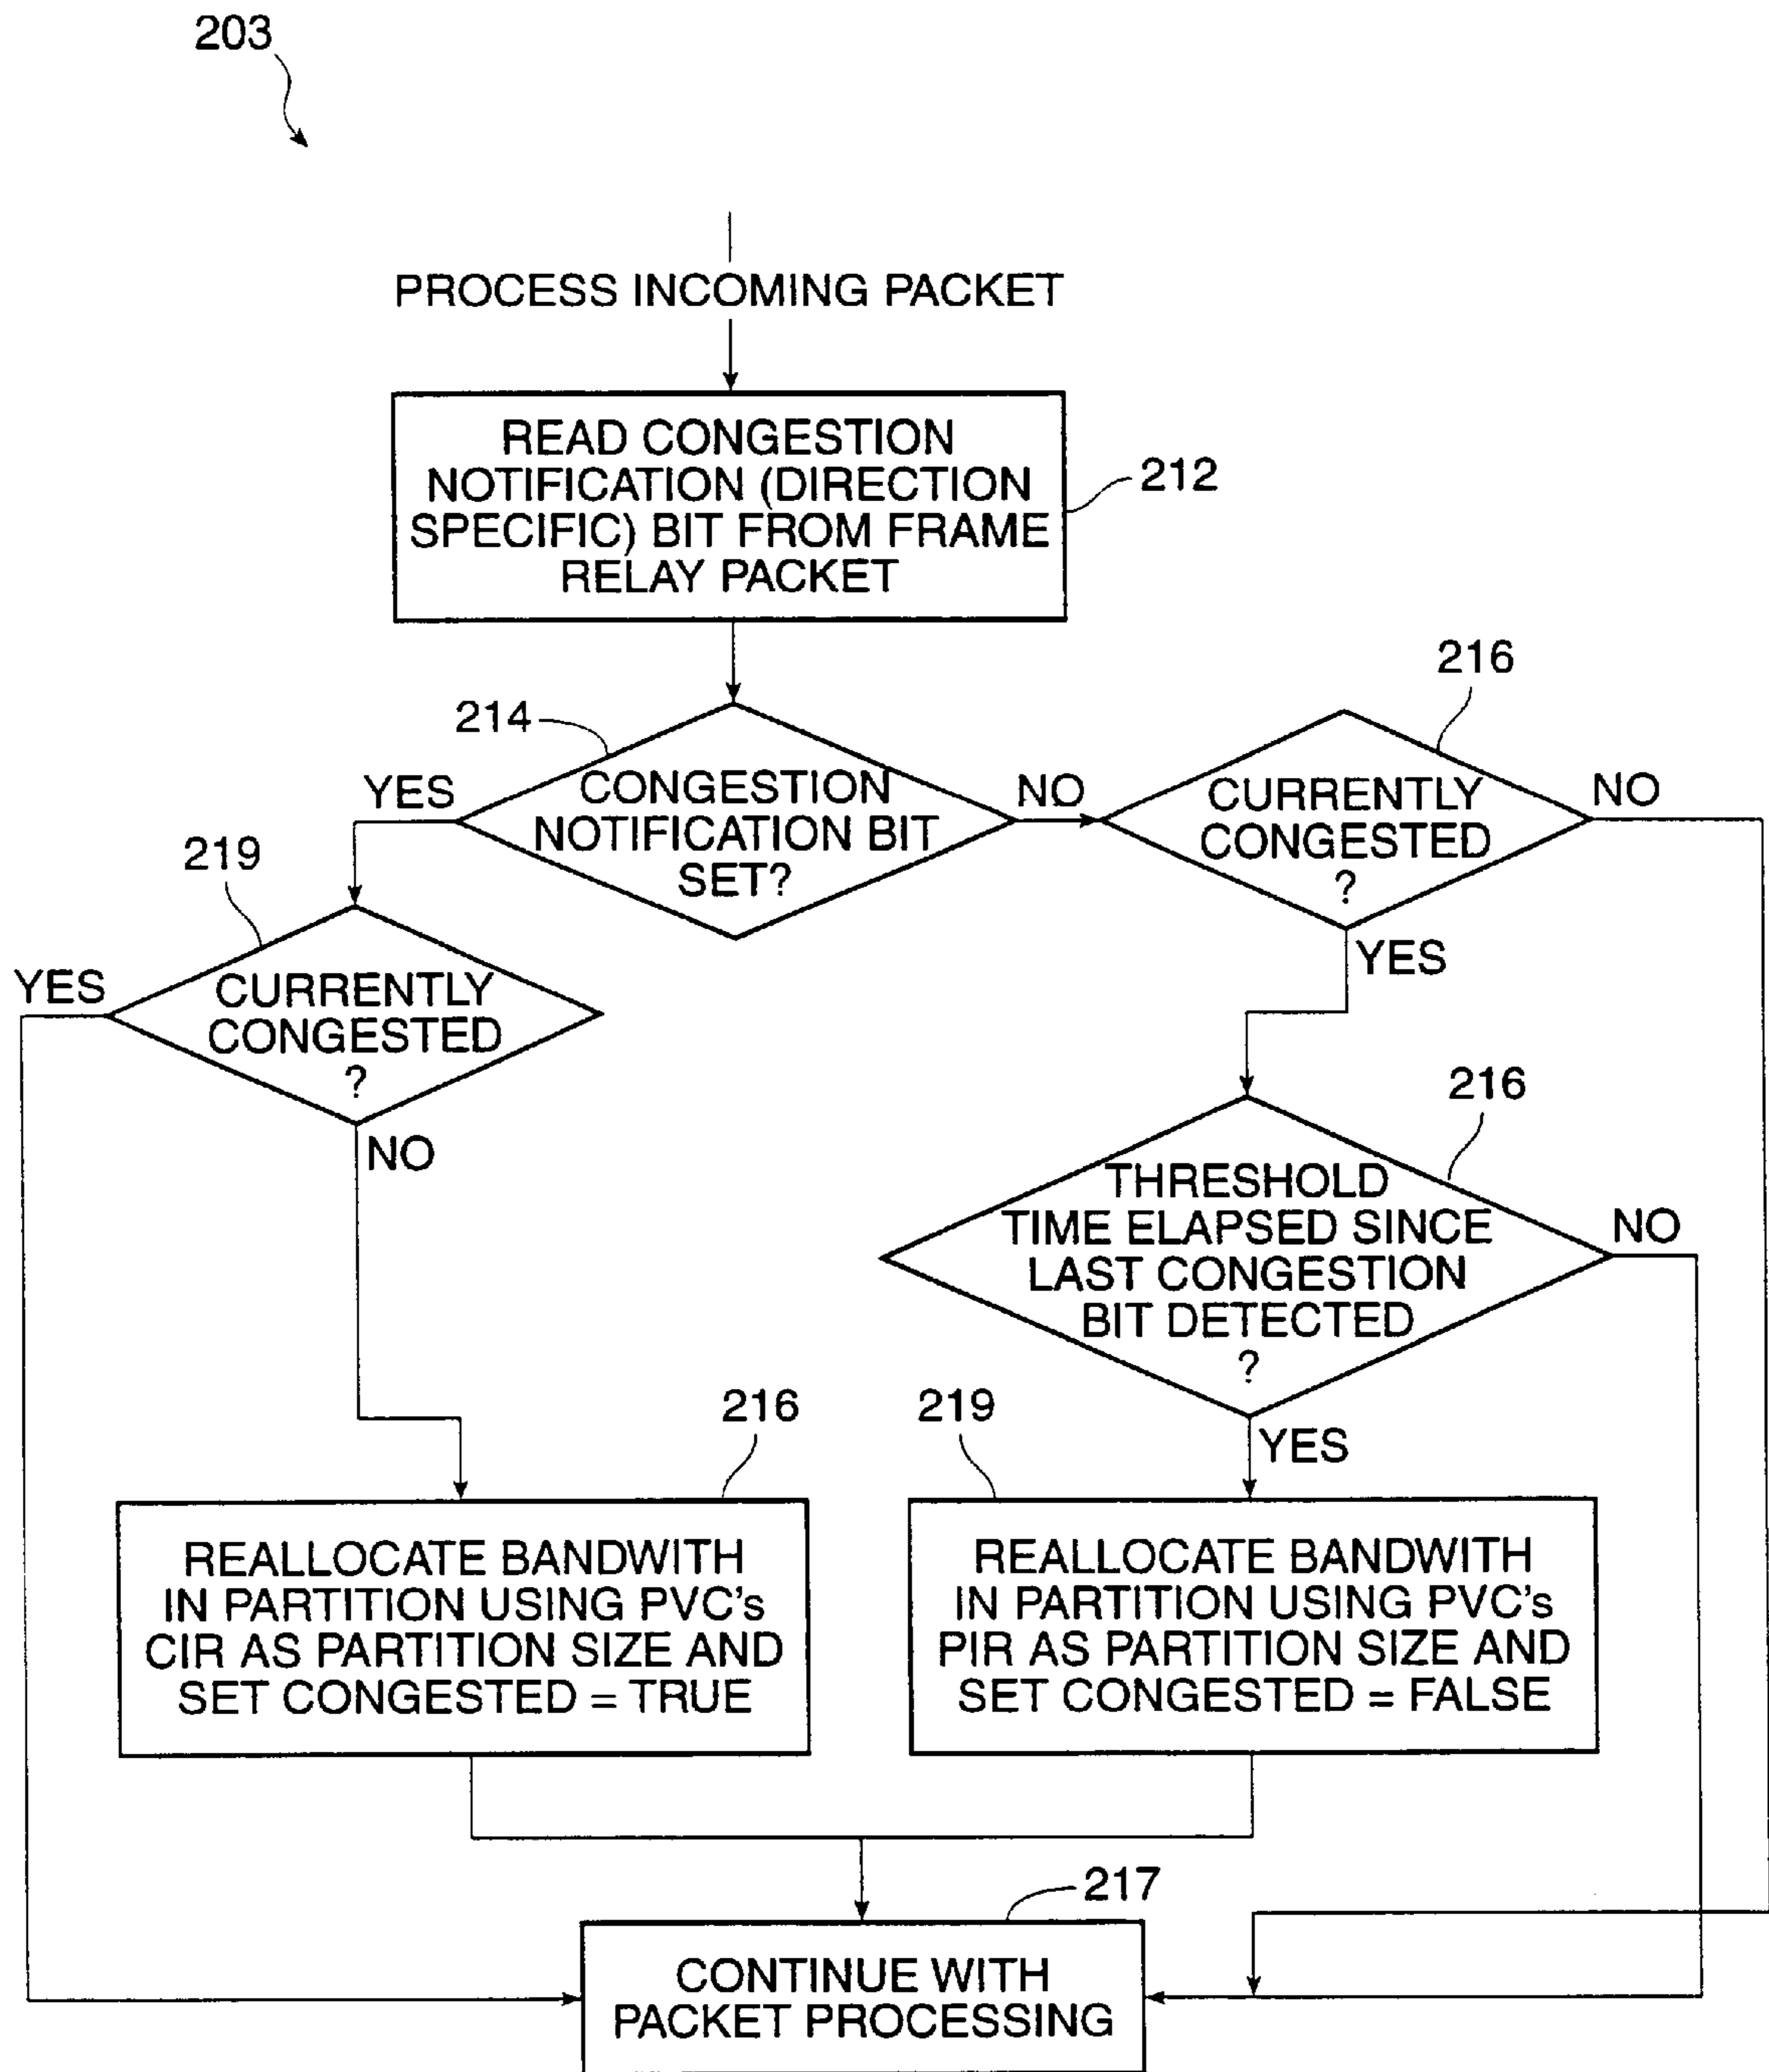 203
PROCESS INCOMING PACKET
READ CONGESTION
NOTIFICATION (DIRECTION
SPECIFIC) BIT FROM FRAME
RELAY PACKET
212
214
CONGESTION
NOTIFICATION BIT
SET?
YES
NO
216
CURRENTLY
CONGESTED
?
NO
YES
219
CURRENTLY
CONGESTED
?
YES
NO
216
THRESHOLD
TIME ELAPSED SINCE
LAST CONGESTION
BIT DETECTED
?
NO
YES
216
REALLOCATE BANDWITH
IN PARTITION USING PVC's
CIR AS PARTITION SIZE AND
SET CONGESTED = TRUE
219
REALLOCATE BANDWITH
IN PARTITION USING PVC's
PIR AS PARTITION SIZE AND
SET CONGESTED = FALSE
217
CONTINUE WITH
PACKET PROCESSING